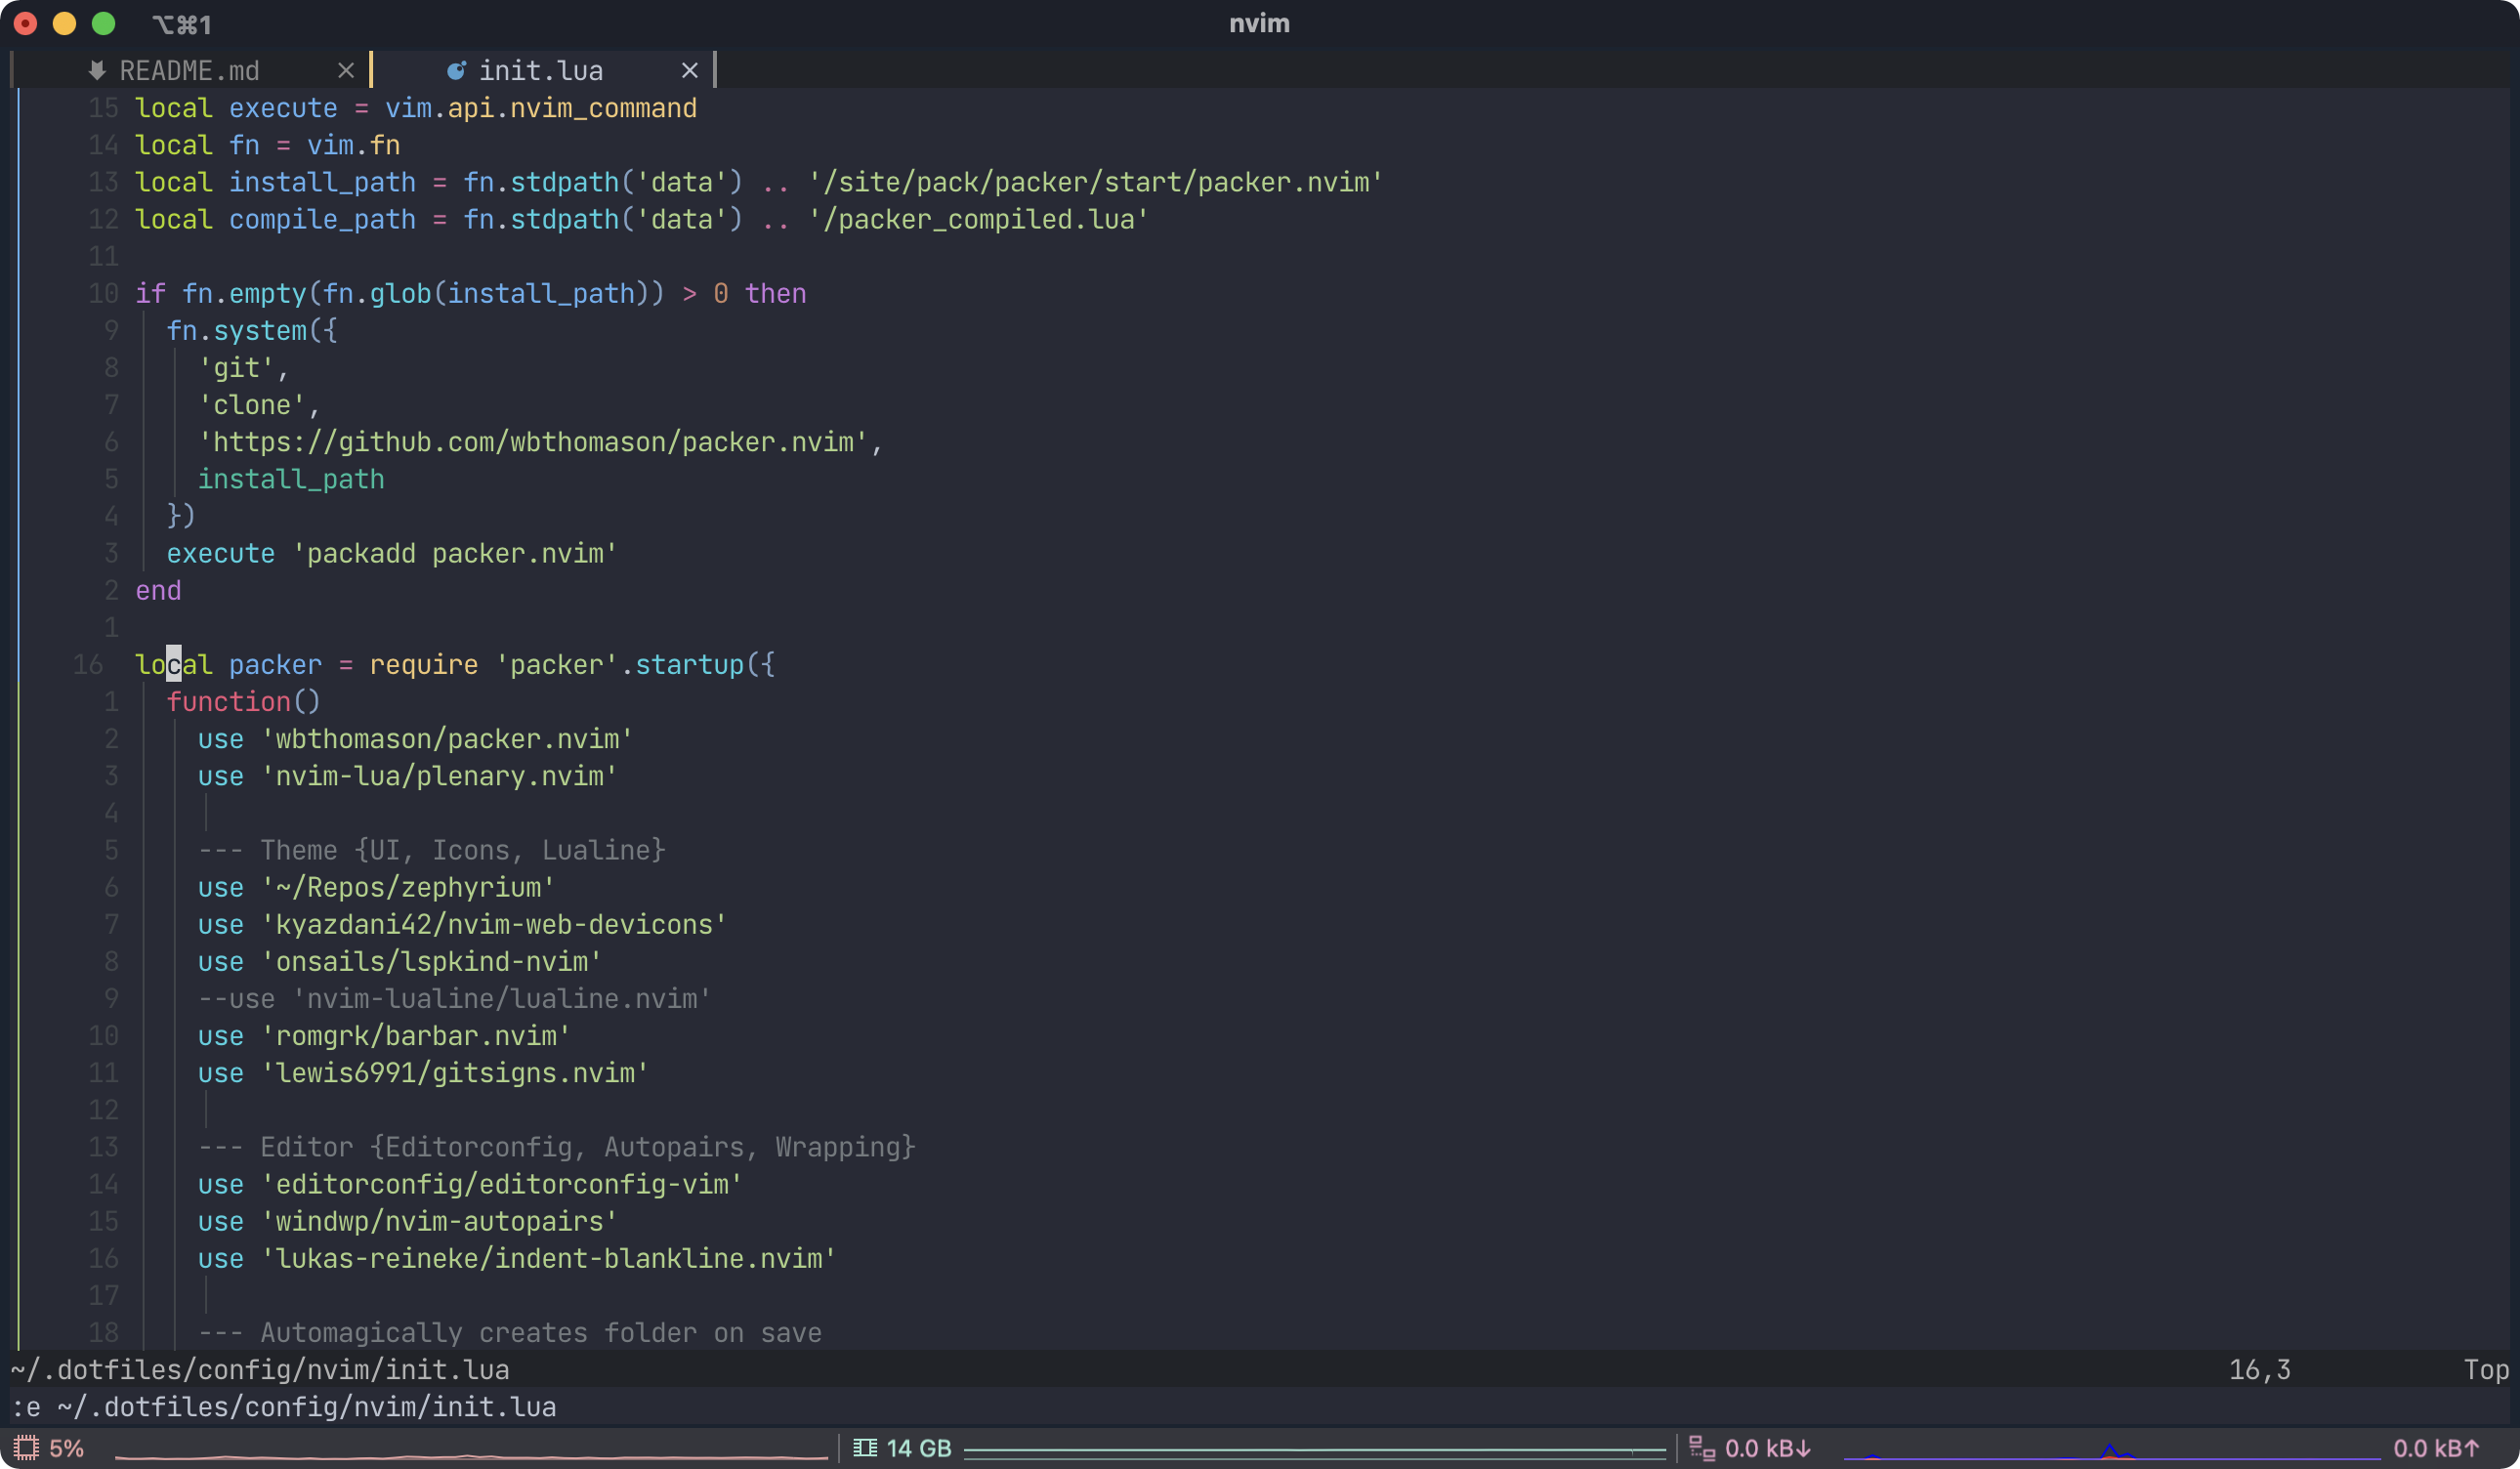 ⌥⌘1 nvim
README.md × init.lua ×
15 local execute = vim.api.nvim_command
14 local fn = vim.fn
13 local install_path = fn.stdpath('data') .. '/site/pack/packer/start/packer.nvim'
12 local compile_path = fn.stdpath('data') .. '/packer_compiled.lua'
11
10 if fn.empty(fn.glob(install_path)) > 0 then
9 fn.system({
8 'git',
7 'clone',
6 'https://github.com/wbthomason/packer.nvim',
5 install_path
4 })
3 execute 'packadd packer.nvim'
2 end
1
16 local packer = require 'packer'.startup({
1 function()
2 use 'wbthomason/packer.nvim'
3 use 'nvim-lua/plenary.nvim'
4
5 --- Theme {UI, Icons, Lualine}
6 use '~/Repos/zephyrium'
7 use 'kyazdani42/nvim-web-devicons'
8 use 'onsails/lspkind-nvim'
9 --use 'nvim-lualine/lualine.nvim'
10 use 'romgrk/barbar.nvim'
11 use 'lewis6991/gitsigns.nvim'
12
13 --- Editor {Editorconfig, Autopairs, Wrapping}
14 use 'editorconfig/editorconfig-vim'
15 use 'windwp/nvim-autopairs'
16 use 'lukas-reineke/indent-blankline.nvim'
17
18 --- Automagically creates folder on save
~/.dotfiles/config/nvim/init.lua 16,3 Top
:e ~/.dotfiles/config/nvim/init.lua
5% 14 GB 0.0 kB↓ 0.0 kB↑